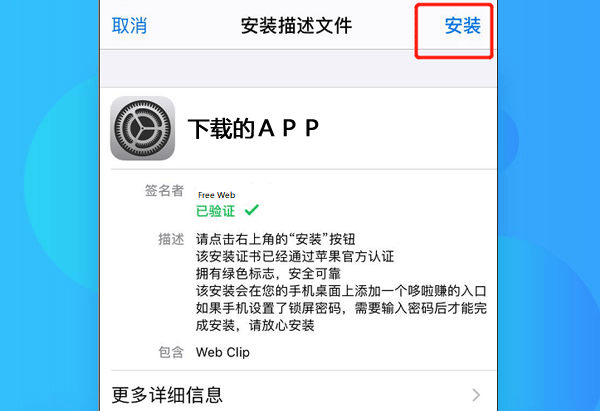 取消 安装描述文件 安装
下载的ＡＰＰ
签名者 Free Web
已验证 ✓
描述 请点击右上角的“安装”按钮
该安装证书已经通过苹果官方认证
拥有绿色标志，安全可靠
该安装会在您的手机桌面上添加一个哆啦赚的入口
如果手机设置了锁屏密码，需要输入密码后才能完
成安装，请放心安装
包含 Web Clip
更多详细信息